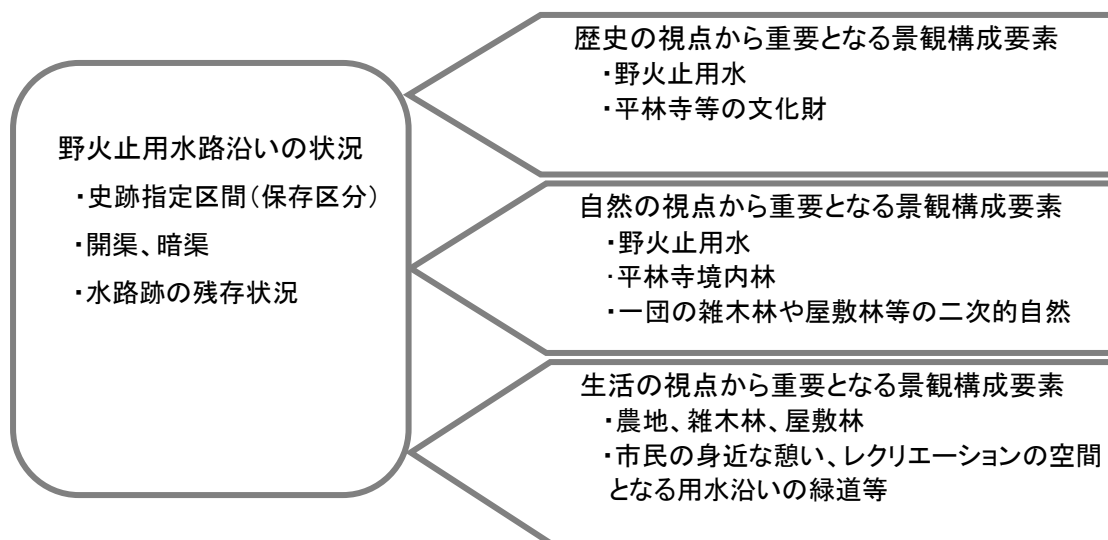 野火止用水路沿いの状況
・史跡指定区間（保存区分）
・開渠、暗渠
・水路跡の残存状況
歴史の視点から重要となる景観構成要素
・野火止用水
・平林寺等の文化財
自然の視点から重要となる景観構成要素
・野火止用水
・平林寺境内林
・一団の雑木林や屋敷林等の二次的自然
生活の視点から重要となる景観構成要素
・農地、雑木林、屋敷林
・市民の身近な憩い、レクリエーションの空間
となる用水沿いの緑道等